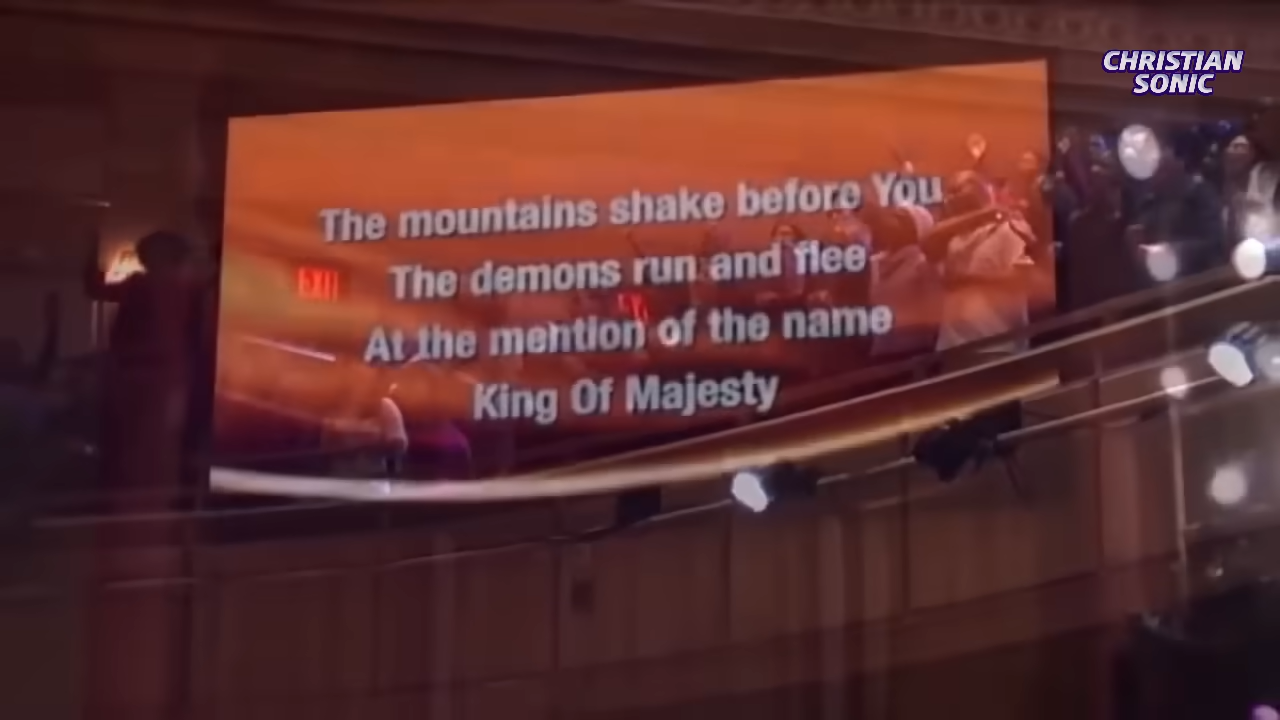 CHRISTIAN
SONIC
The mountains shake before You
The demons run and flee
EXIT
At the mention of the name
King Of Majesty